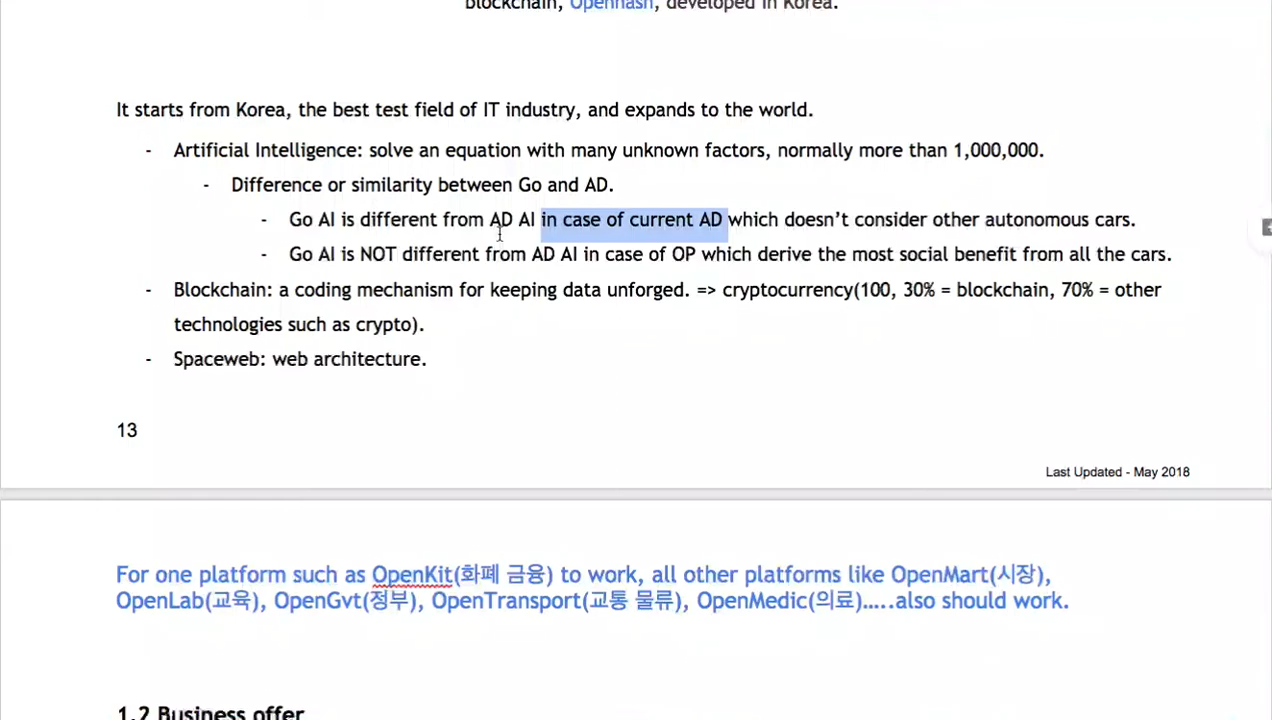 blockchain, Openhash, developed in Korea.
It starts from Korea, the best test field of IT industry, and expands to the world.
- Artificial Intelligence: solve an equation with many unknown factors, normally more than 1,000,000.
- Difference or similarity between Go and AD.
- Go AI is different from AD AI in case of current AD which doesn’t consider other autonomous cars.
- Go AI is NOT different from AD AI in case of OP which derive the most social benefit from all the cars.
- Blockchain: a coding mechanism for keeping data unforged. => cryptocurrency(100, 30% = blockchain, 70% = other
technologies such as crypto).
- Spaceweb: web architecture.
13
Last Updated - May 2018
For one platform such as OpenKit(화폐 금융) to work, all other platforms like OpenMart(시장),
OpenLab(교육), OpenGvt(정부), OpenTransport(교통 물류), OpenMedic(의료)…..also should work.
1.2 Business offer